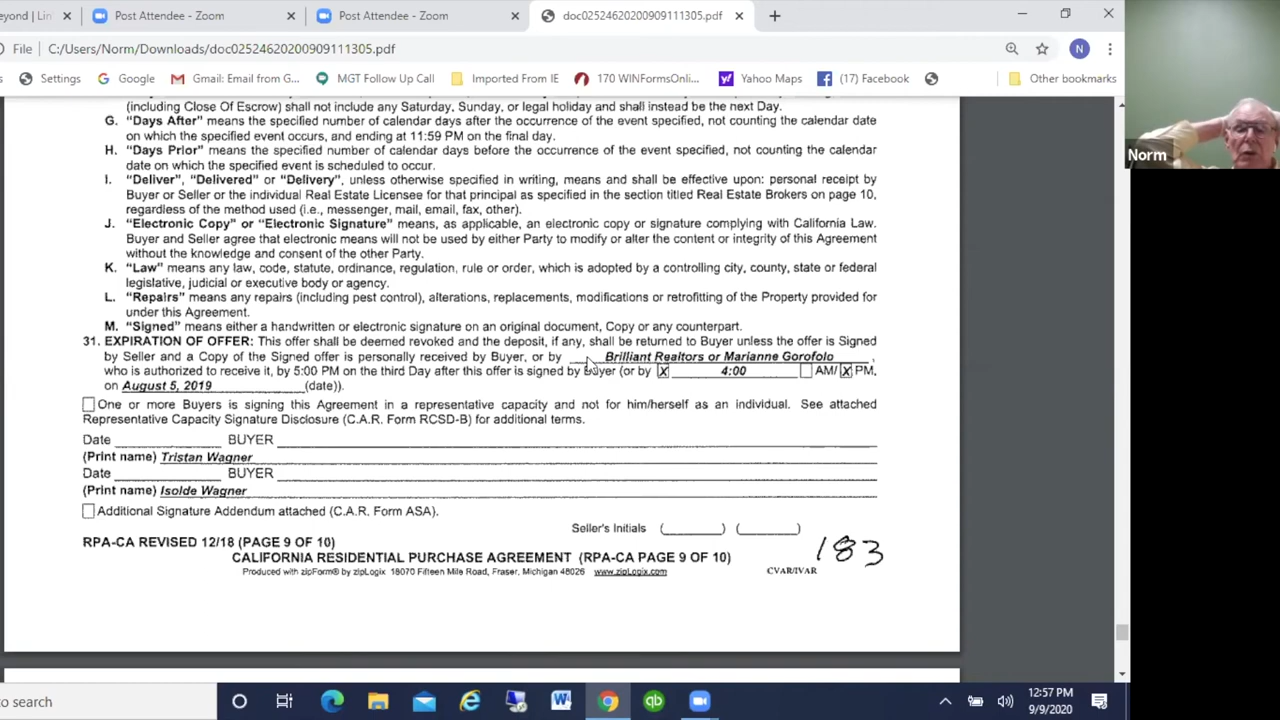 eyond | Lin
Post Attendee - Zoom
Post Attendee - Zoom
doc02524620200909111305.pdf
File
C:/Users/Norm/Downloads/doc02524620200909111305.pdf
N
Settings
Google
Gmail: Email from G...
MGT Follow Up Call
Imported From IE
170 WINFormsOnli...
Yahoo Maps
(17) Facebook
Other bookmarks
(including Close Of Escrow) shall not include any Saturday, Sunday, or legal holiday and shall instead be the next Day.
G. "Days After" means the specified number of calendar days after the occurrence of the event specified, not counting the calendar date
on which the specified event occurs, and ending at 11:59 PM on the final day.
H. "Days Prior" means the specified number of calendar days before the occurrence of the event specified, not counting the calendar
date on which the specified event is scheduled to occur.
I. "Deliver", "Delivered" or "Delivery", unless otherwise specified in writing, means and shall be effective upon: personal receipt by
Buyer or Seller or the individual Real Estate Licensee for that principal as specified in the section titled Real Estate Brokers on page 10,
regardless of the method used (i.e., messenger, mail, email, fax, other).
J. "Electronic Copy" or "Electronic Signature" means, as applicable, an electronic copy or signature complying with California Law.
Buyer and Seller agree that electronic means will not be used by either Party to modify or alter the content or integrity of this Agreement
without the knowledge and consent of the other Party.
K. "Law" means any law, code, statute, ordinance, regulation, rule or order, which is adopted by a controlling city, county, state or federal
legislative, judicial or executive body or agency.
L. "Repairs" means any repairs (including pest control), alterations, replacements, modifications or retrofitting of the Property provided for
under this Agreement.
M. "Signed" means either a handwritten or electronic signature on an original document, Copy or any counterpart.
31. EXPIRATION OF OFFER: This offer shall be deemed revoked and the deposit, if any, shall be returned to Buyer unless the offer is Signed
by Seller and a Copy of the Signed offer is personally received by Buyer, or by Brilliant Realtors or Marianne Gorofolo ,
who is authorized to receive it, by 5:00 PM on the third Day after this offer is signed by Buyer (or by X 4:00 AM/ X PM,
on August 5, 2019 (date)).
One or more Buyers is signing this Agreement in a representative capacity and not for him/herself as an individual. See attached
Representative Capacity Signature Disclosure (C.A.R. Form RCSD-B) for additional terms.
Date BUYER
(Print name) Tristan Wagner
Date BUYER
(Print name) Isolde Wagner
Additional Signature Addendum attached (C.A.R. Form ASA).
Seller's Initials ( ) ( )
RPA-CA REVISED 12/18 (PAGE 9 OF 10)
183
CALIFORNIA RESIDENTIAL PURCHASE AGREEMENT (RPA-CA PAGE 9 OF 10)
Produced with zipForm® by zipLogix 18070 Fifteen Mile Road, Fraser, Michigan 48026 www.zipLogix.com
CVAR/IVAR
Norm
to search
12:57 PM
9/9/2020